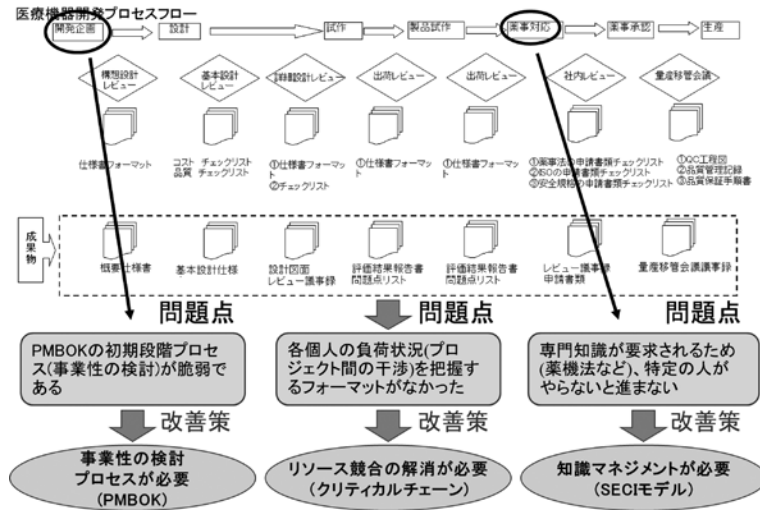 医療機器開発プロセスフロー
開発企画
設計
試作
製品試作
薬事対応
薬事承認
生産
構想設計
レビュー
基本設計
レビュー
詳細設計レビュー
出荷レビュー
出荷レビュー
社内レビュー
量産移管会議
仕様書フォーマット
コスト チェックリスト
品質 チェックリスト
①仕様書フォーマッ
ト
②チェックリスト
①仕様書フォーマット
①仕様書フォーマット
①薬事法の申請書類チェックリスト
②ISOの申請書類チェックリスト
③安全規格の申請書類チェックリスト
①QC工程図
②品質管理記録
③品質保証手順書
成果物
概要仕様書
基本設計仕様
設計図面
レビュー議事録
評価結果報告書
問題点リスト
評価結果報告書
問題点リスト
レビュー議事録
申請書類
量産移管会議議事録
問題点
問題点
問題点
PMBOKの初期段階プロセ
ス(事業性の検討)が脆弱で
ある
各個人の負荷状況(プロ
ジェクト間の干渉)を把握す
るフォーマットがなかった
専門知識が要求されるため
(薬機法など)、特定の人が
やらないと進まない
改善策
改善策
改善策
事業性の検討
プロセスが必要
(PMBOK)
リソース競合の解消が必要
(クリティカルチェーン)
知識マネジメントが必要
(SECIモデル)